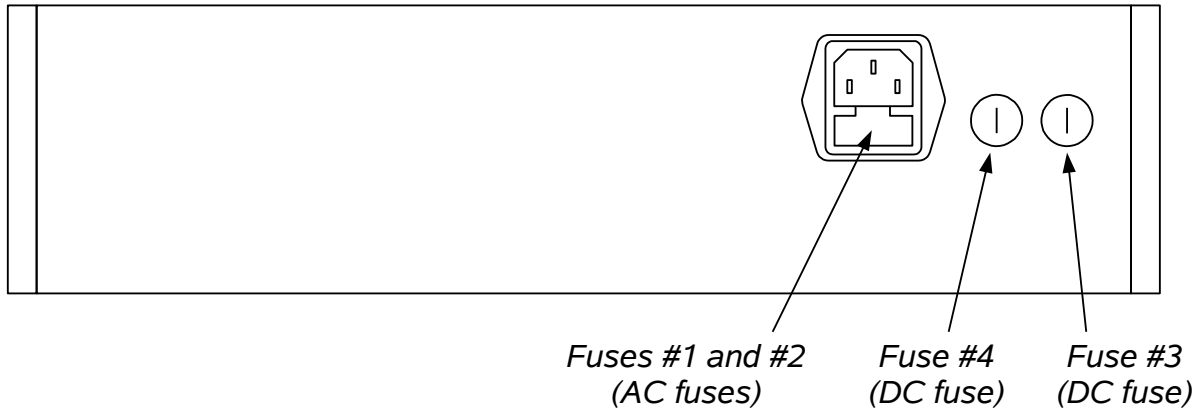 Fuses #1 and #2
(AC fuses)
Fuse #4
(DC fuse)
Fuse #3
(DC fuse)